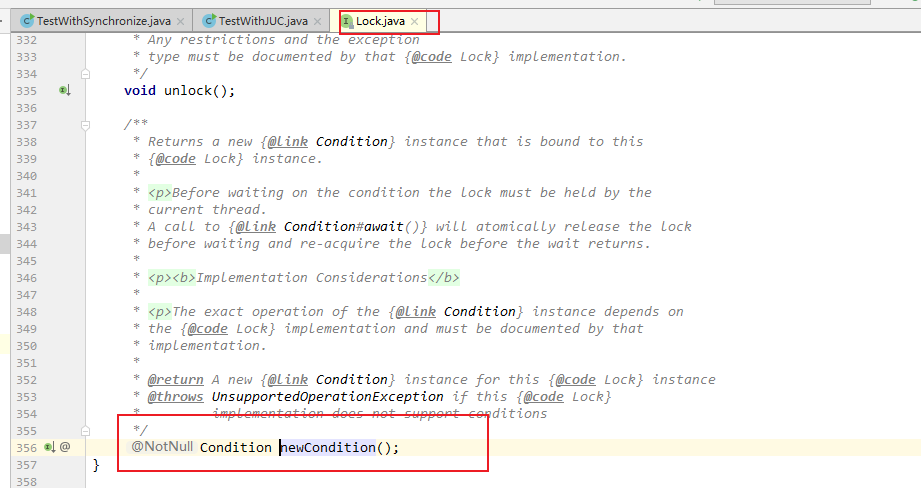 TestWithSynchronize.java × TestWithJUC.java × Lock.java ×
332 * Any restrictions and the exception
333 * type must be documented by that {@code Lock} implementation.
334 */
335 void unlock();
336
337 /**
338 * Returns a new {@link Condition} instance that is bound to this
339 * {@code Lock} instance.
340 *
341 * <p>Before waiting on the condition the lock must be held by the
342 * current thread.
343 * A call to {@link Condition#await()} will atomically release the lock
344 * before waiting and re-acquire the lock before the wait returns.
345 *
346 * <p><b>Implementation Considerations</b>
347 *
348 * <p>The exact operation of the {@link Condition} instance depends on
349 * the {@code Lock} implementation and must be documented by that
350 * implementation.
351 *
352 * @return A new {@link Condition} instance for this {@code Lock} instance
353 * @throws UnsupportedOperationException if this {@code Lock}
354 * implementation does not support conditions
355 */
356 @ @NotNull Condition newCondition();
357 }
358